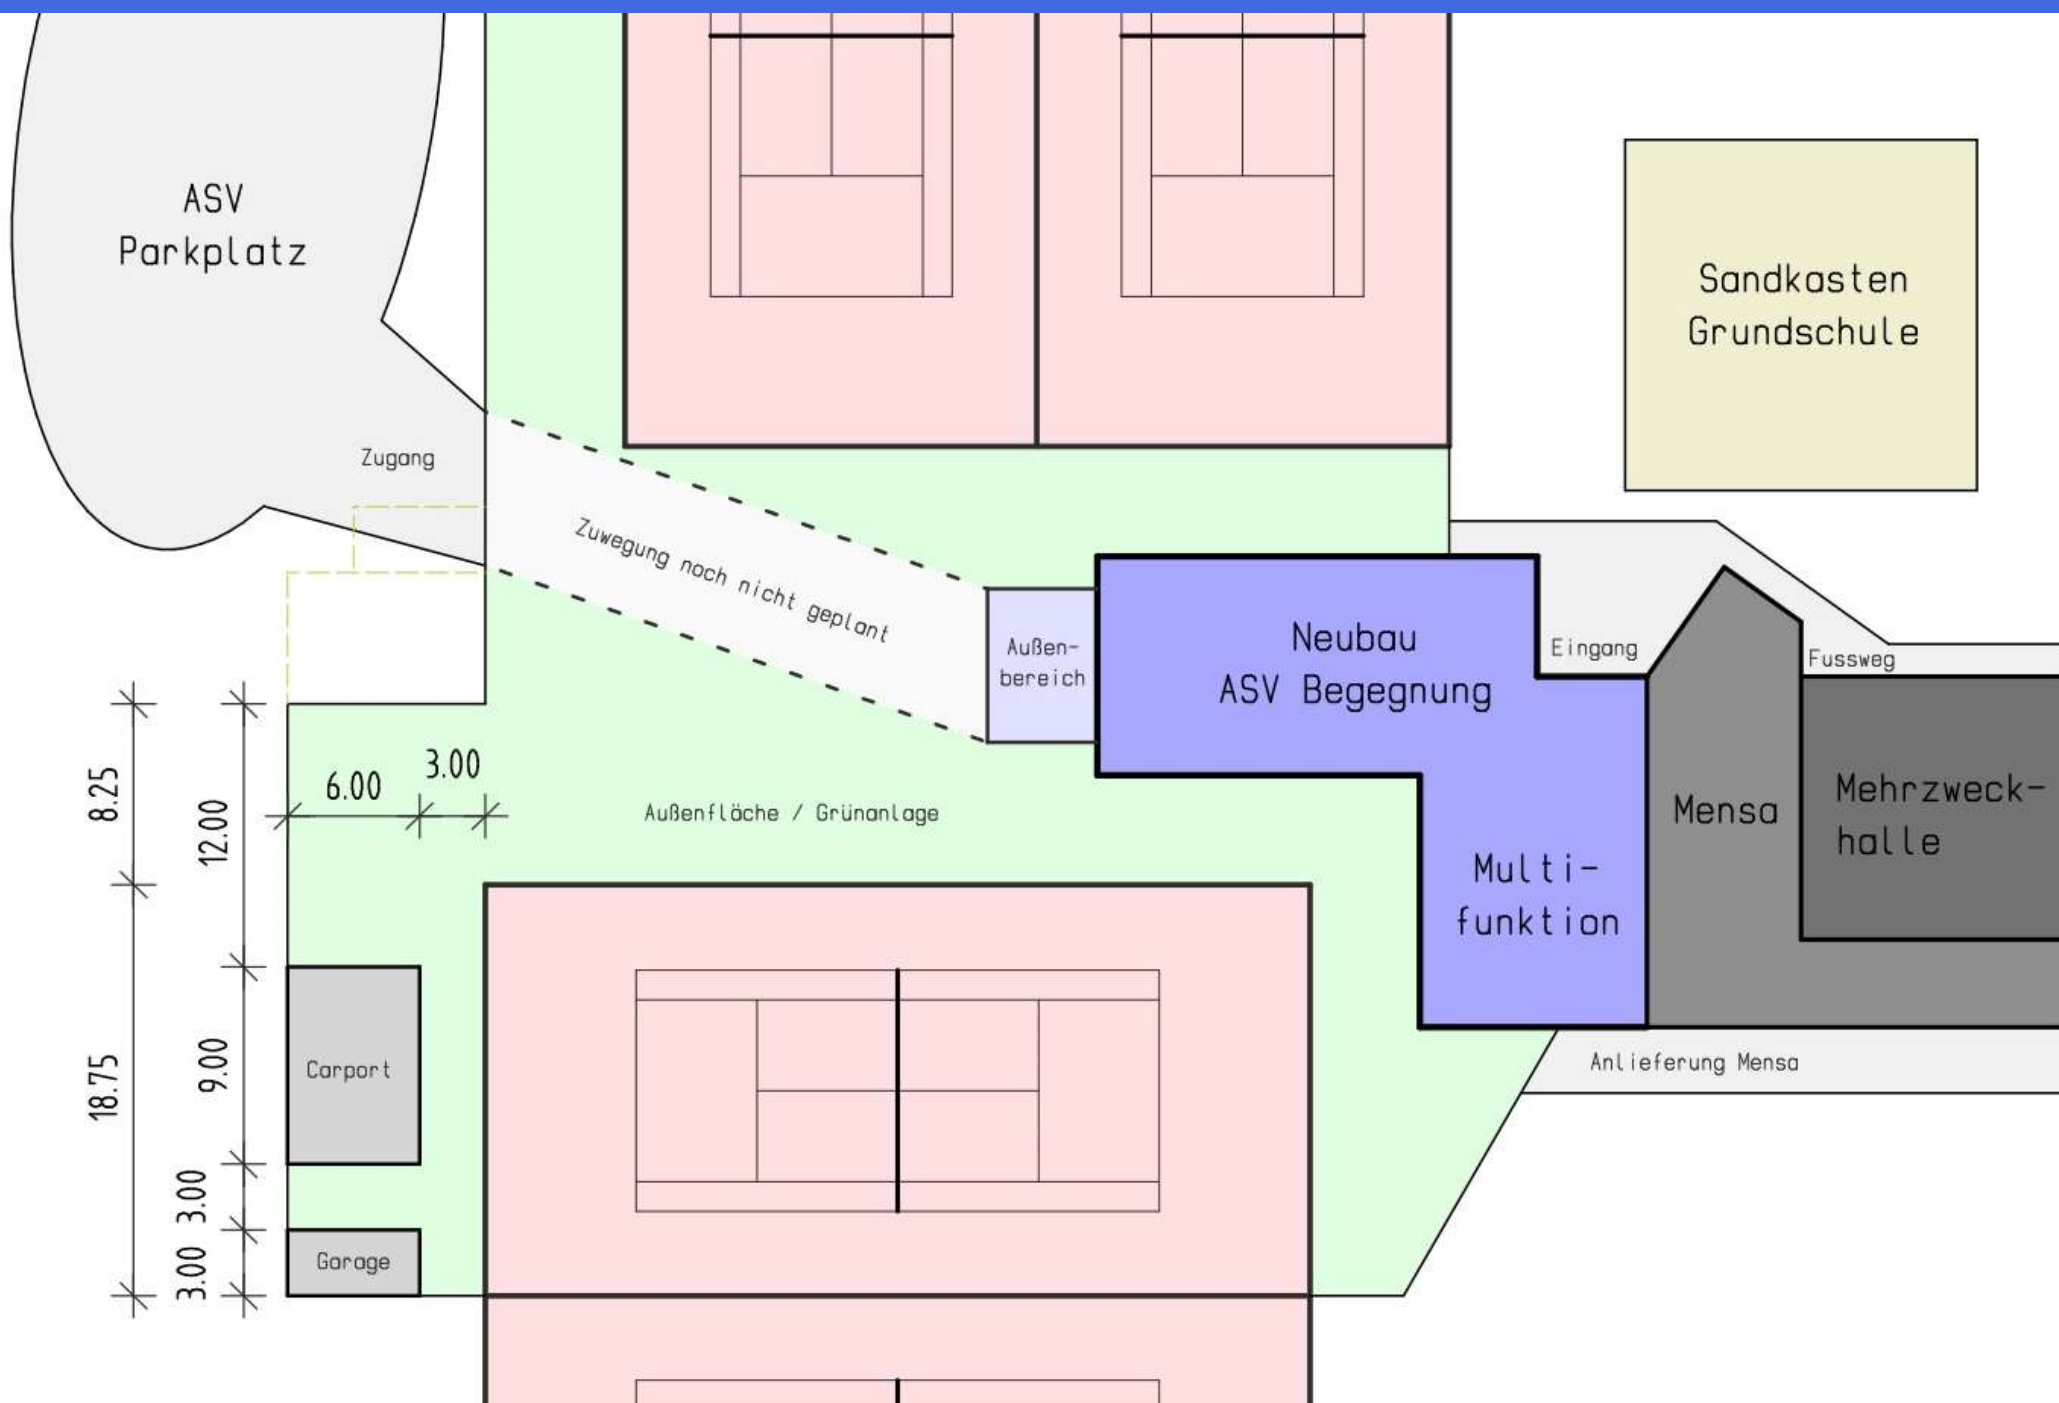 ASV
Parkplatz
Sandkasten
Grundschule
Zugang
Zuwegung noch nicht geplant
Außen-
bereich
Neubau
ASV Begegnung
Eingang
Fussweg
8.25
12.00
6.00
3.00
Außenfläche / Grünanlage
Mensa
Mehrzweck-
halle
Multi-
funktion
18.75
9.00
Carport
Anlieferung Mensa
3.00
3.00
Garage